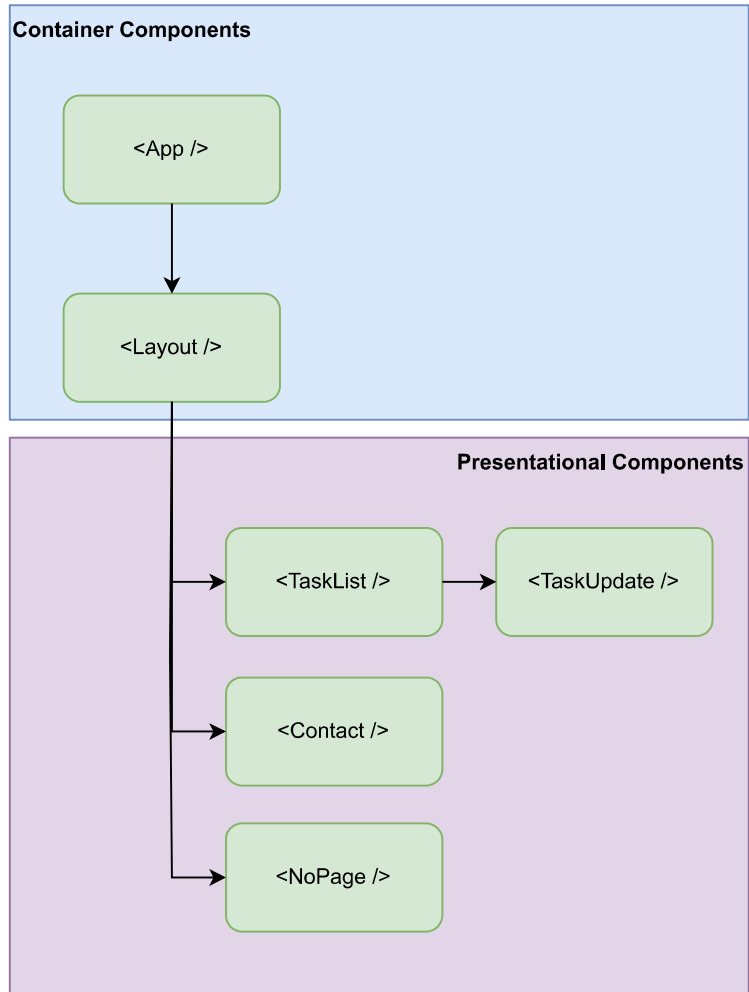 Container Components
<App />
<Layout />
Presentational Components
<TaskList />
<TaskUpdate />
<Contact />
<NoPage />